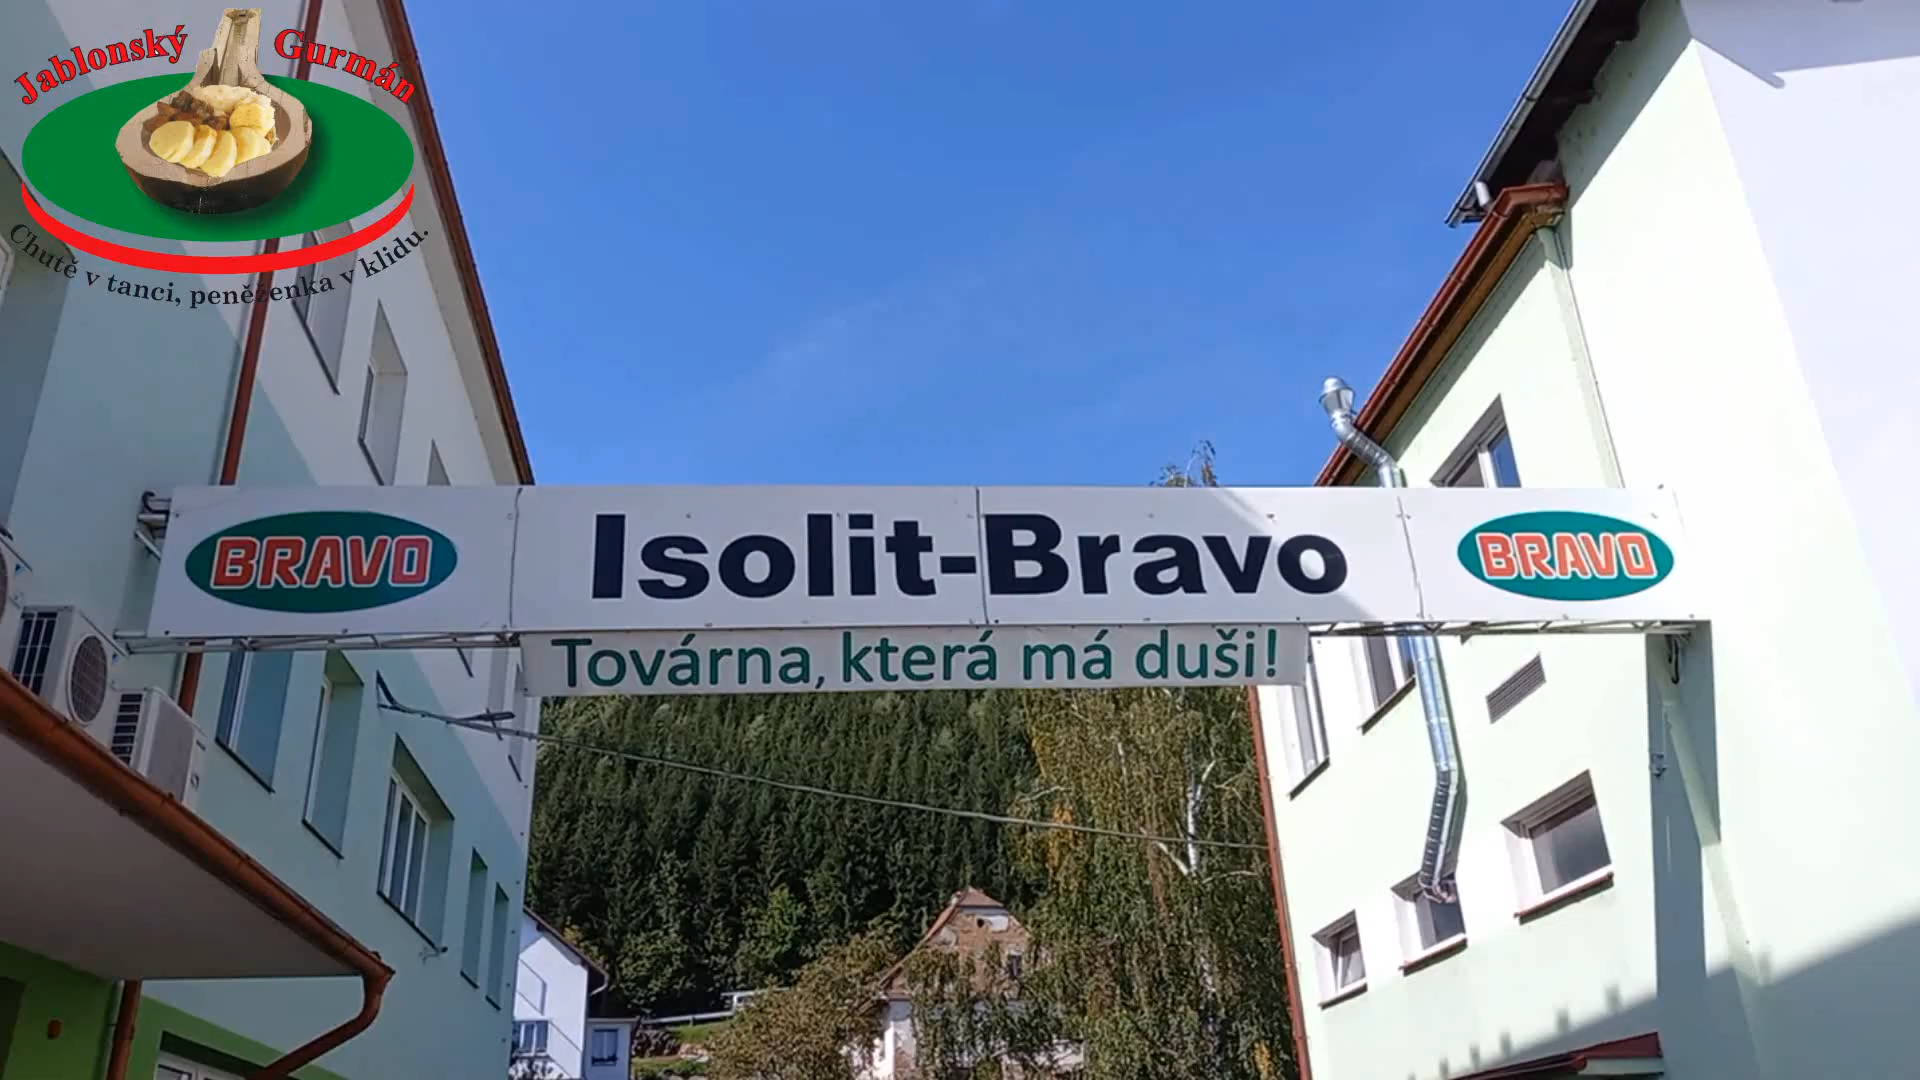 Jablonský Gurmán
Chutě v tanci, peněženka v klidu.
BRAVO Isolit-Bravo BRAVO
Továrna, která má duši!